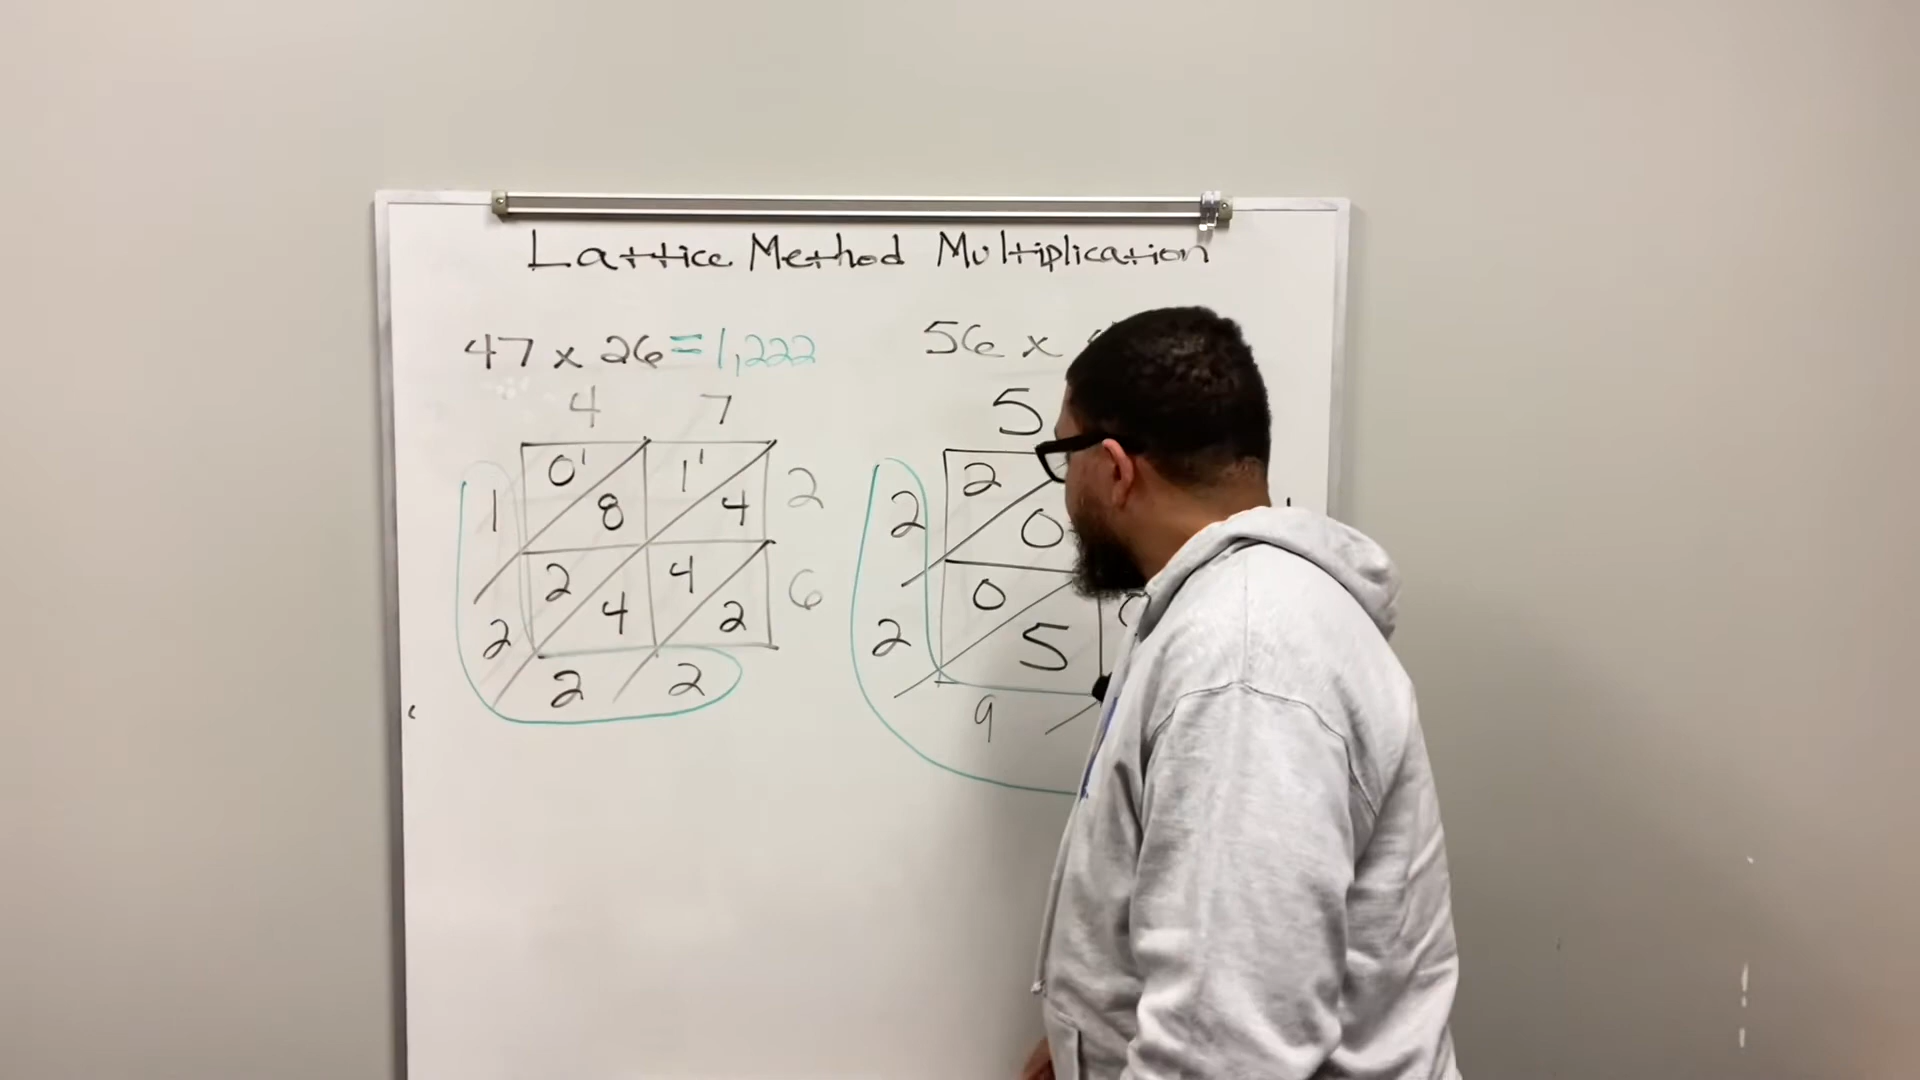 Lattice Method Multiplication
47 x 26 = 1,222
4 7
0 1 1 1
1 8 4 2
2 4 6
2 4 2
2 2
56 x
5
2
2 0
0
2 5
9